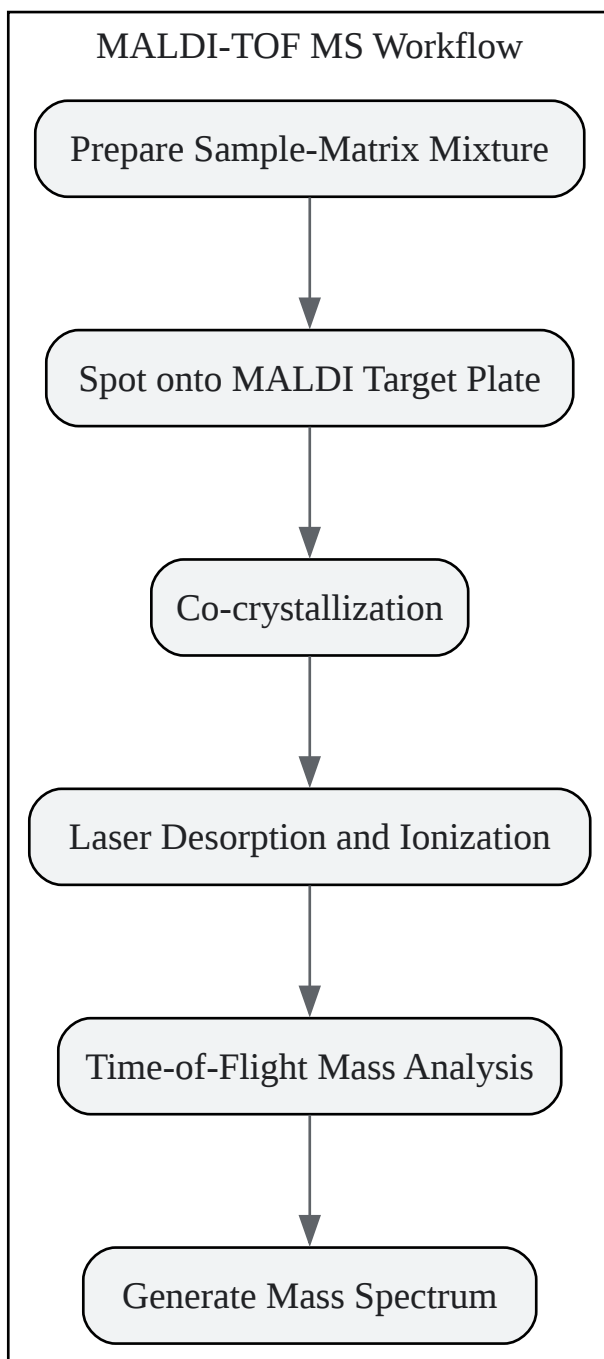 MALDI-TOF MS Workflow
Prepare Sample-Matrix Mixture
Spot onto MALDI Target Plate
Co-crystallization
Laser Desorption and Ionization
Time-of-Flight Mass Analysis
Generate Mass Spectrum